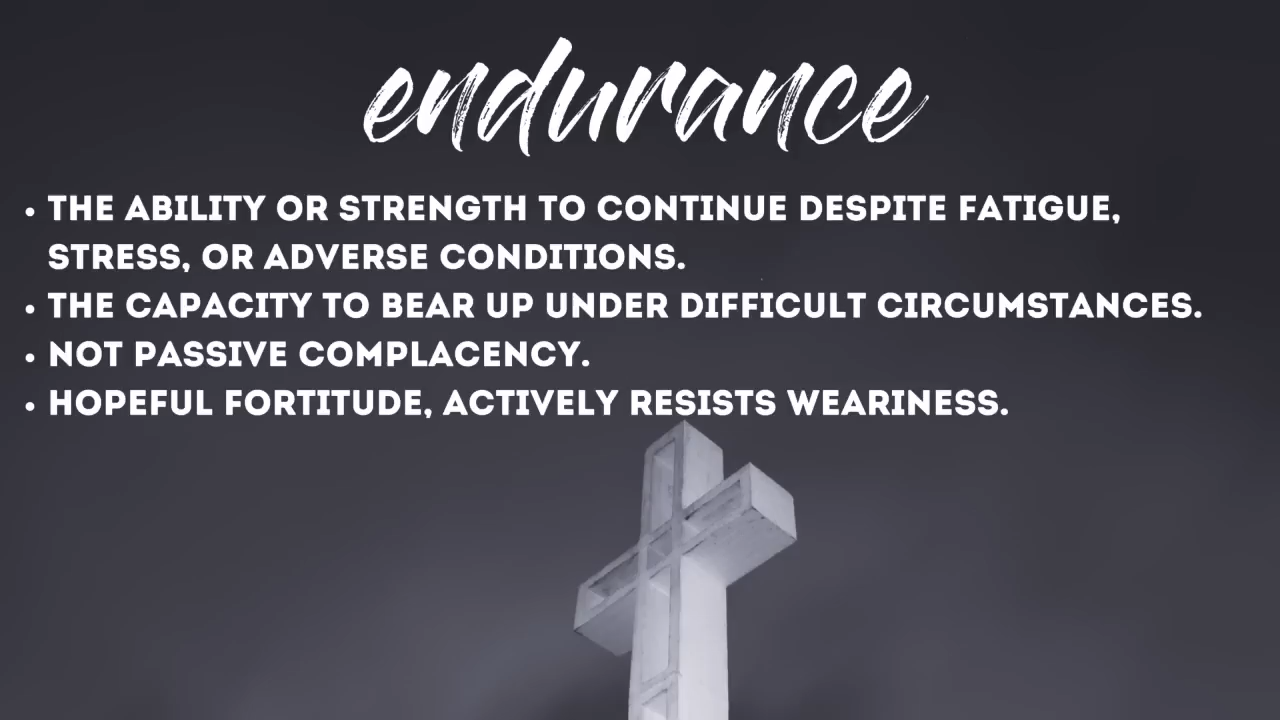 endurance
• THE ABILITY OR STRENGTH TO CONTINUE DESPITE FATIGUE,
STRESS, OR ADVERSE CONDITIONS.
• THE CAPACITY TO BEAR UP UNDER DIFFICULT CIRCUMSTANCES.
• NOT PASSIVE COMPLACENCY.
• HOPEFUL FORTITUDE, ACTIVELY RESISTS WEARINESS.